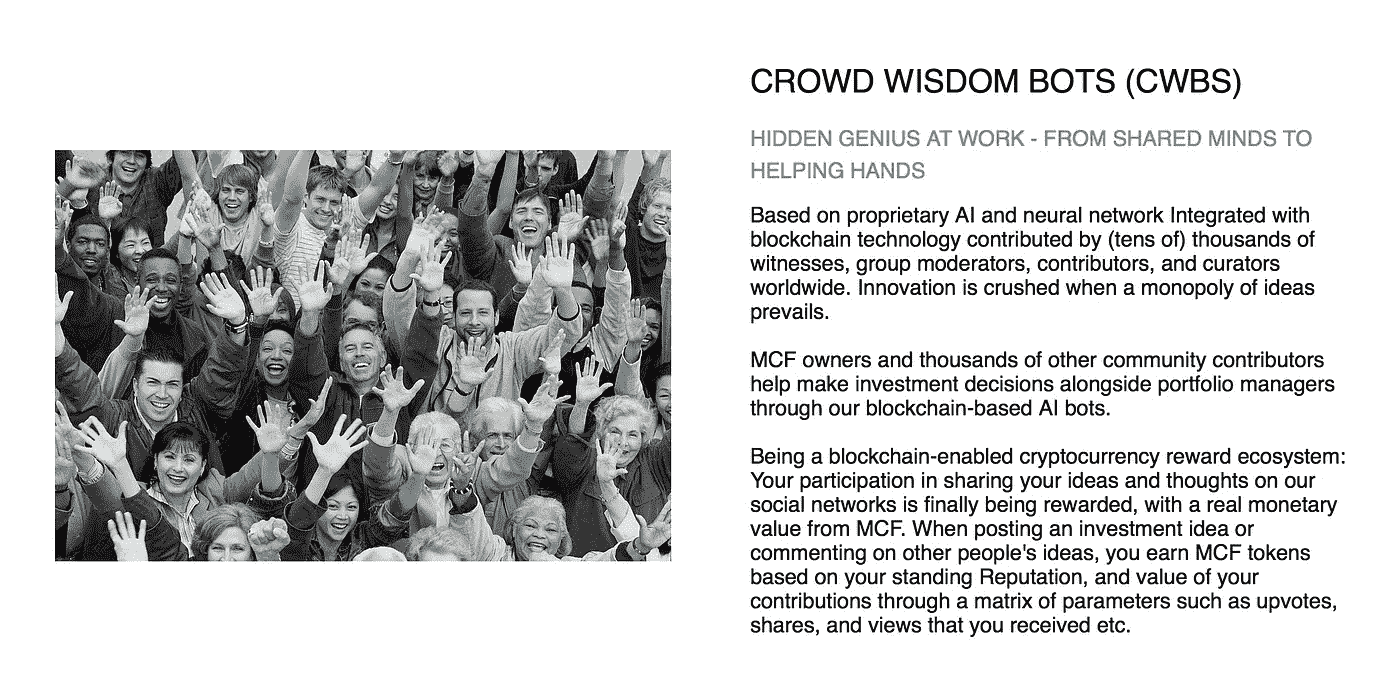 CROWD WISDOM BOTS (CWBS)
HIDDEN GENIUS AT WORK - FROM SHARED MINDS TO
HELPING HANDS
Based on proprietary AI and neural network Integrated with
blockchain technology contributed by (tens of) thousands of
witnesses, group moderators, contributors, and curators
worldwide. Innovation is crushed when a monopoly of ideas
prevails.
MCF owners and thousands of other community contributors
help make investment decisions alongside portfolio managers
through our blockchain-based AI bots.
Being a blockchain-enabled cryptocurrency reward ecosystem:
Your participation in sharing your ideas and thoughts on our
social networks is finally being rewarded, with a real monetary
value from MCF. When posting an investment idea or
commenting on other people's ideas, you earn MCF tokens
based on your standing Reputation, and value of your
contributions through a matrix of parameters such as upvotes,
shares, and views that you received etc.